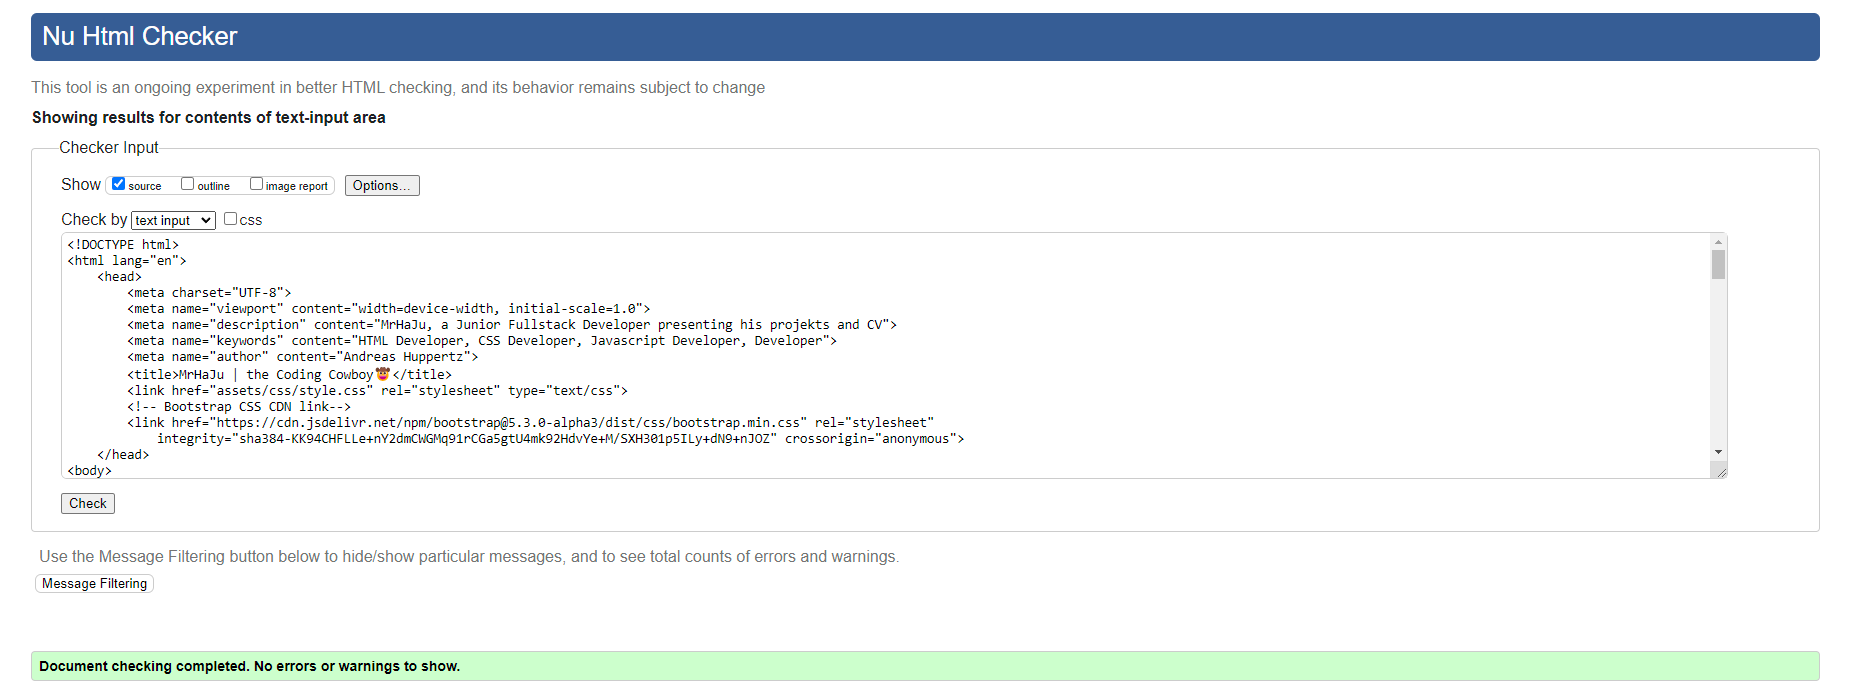 Nu Html Checker
This tool is an ongoing experiment in better HTML checking, and its behavior remains subject to change
Showing results for contents of text-input area
Checker Input
Show source outline image report Options...
Check by text input css
<!DOCTYPE html>
<html lang="en">
    <head>
        <meta charset="UTF-8">
        <meta name="viewport" content="width=device-width, initial-scale=1.0">
        <meta name="description" content="MrHaJu, a Junior Fullstack Developer presenting his projekts and CV">
        <meta name="keywords" content="HTML Developer, CSS Developer, Javascript Developer, Developer">
        <meta name="author" content="Andreas Huppertz">
        <title>MrHaJu | the Coding Cowboy🤠</title>
        <link href="assets/css/style.css" rel="stylesheet" type="text/css">
        <!-- Bootstrap CSS CDN link-->
        <link href="https://cdn.jsdelivr.net/npm/bootstrap@5.3.0-alpha3/dist/css/bootstrap.min.css" rel="stylesheet"
            integrity="sha384-KK94CHFLLe+nY2dmCWGMq91rCGa5gtU4mk92HdvYe+M/SXH301p5ILy+dN9+nJOZ" crossorigin="anonymous">
    </head>
<body>
Check
Use the Message Filtering button below to hide/show particular messages, and to see total counts of errors and warnings.
Message Filtering
Document checking completed. No errors or warnings to show.